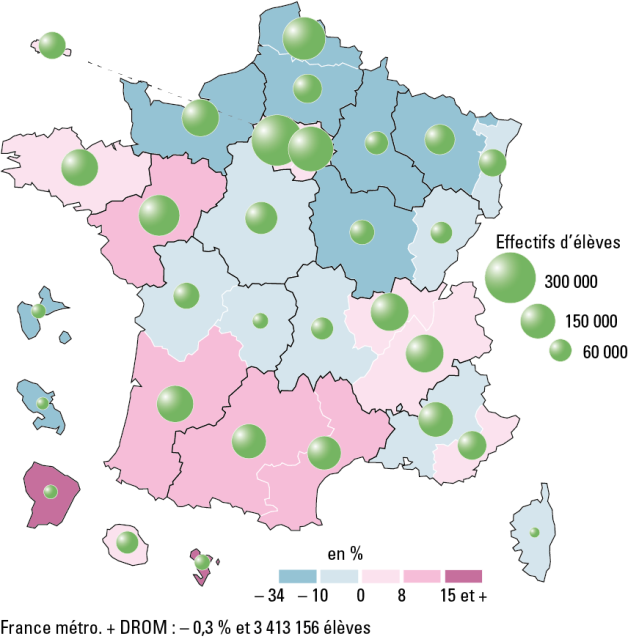 Effectifs d'élèves
300 000
150 000
60 000
en %
– 34 – 10 0 8 15 et +
France métro. + DROM : – 0,3 % et 3 413 156 élèves